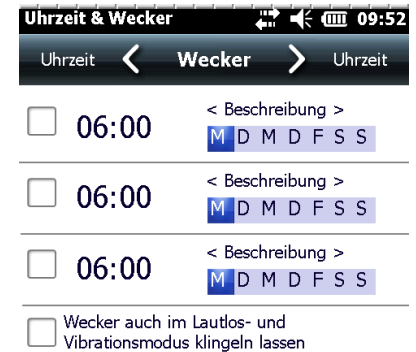 Uhrzeit & Wecker 09:52
Uhrzeit Wecker Uhrzeit
06:00 < Beschreibung >
M D M D F S S
06:00 < Beschreibung >
M D M D F S S
06:00 < Beschreibung >
M D M D F S S
Wecker auch im Lautlos- und
Vibrationsmodus klingeln lassen